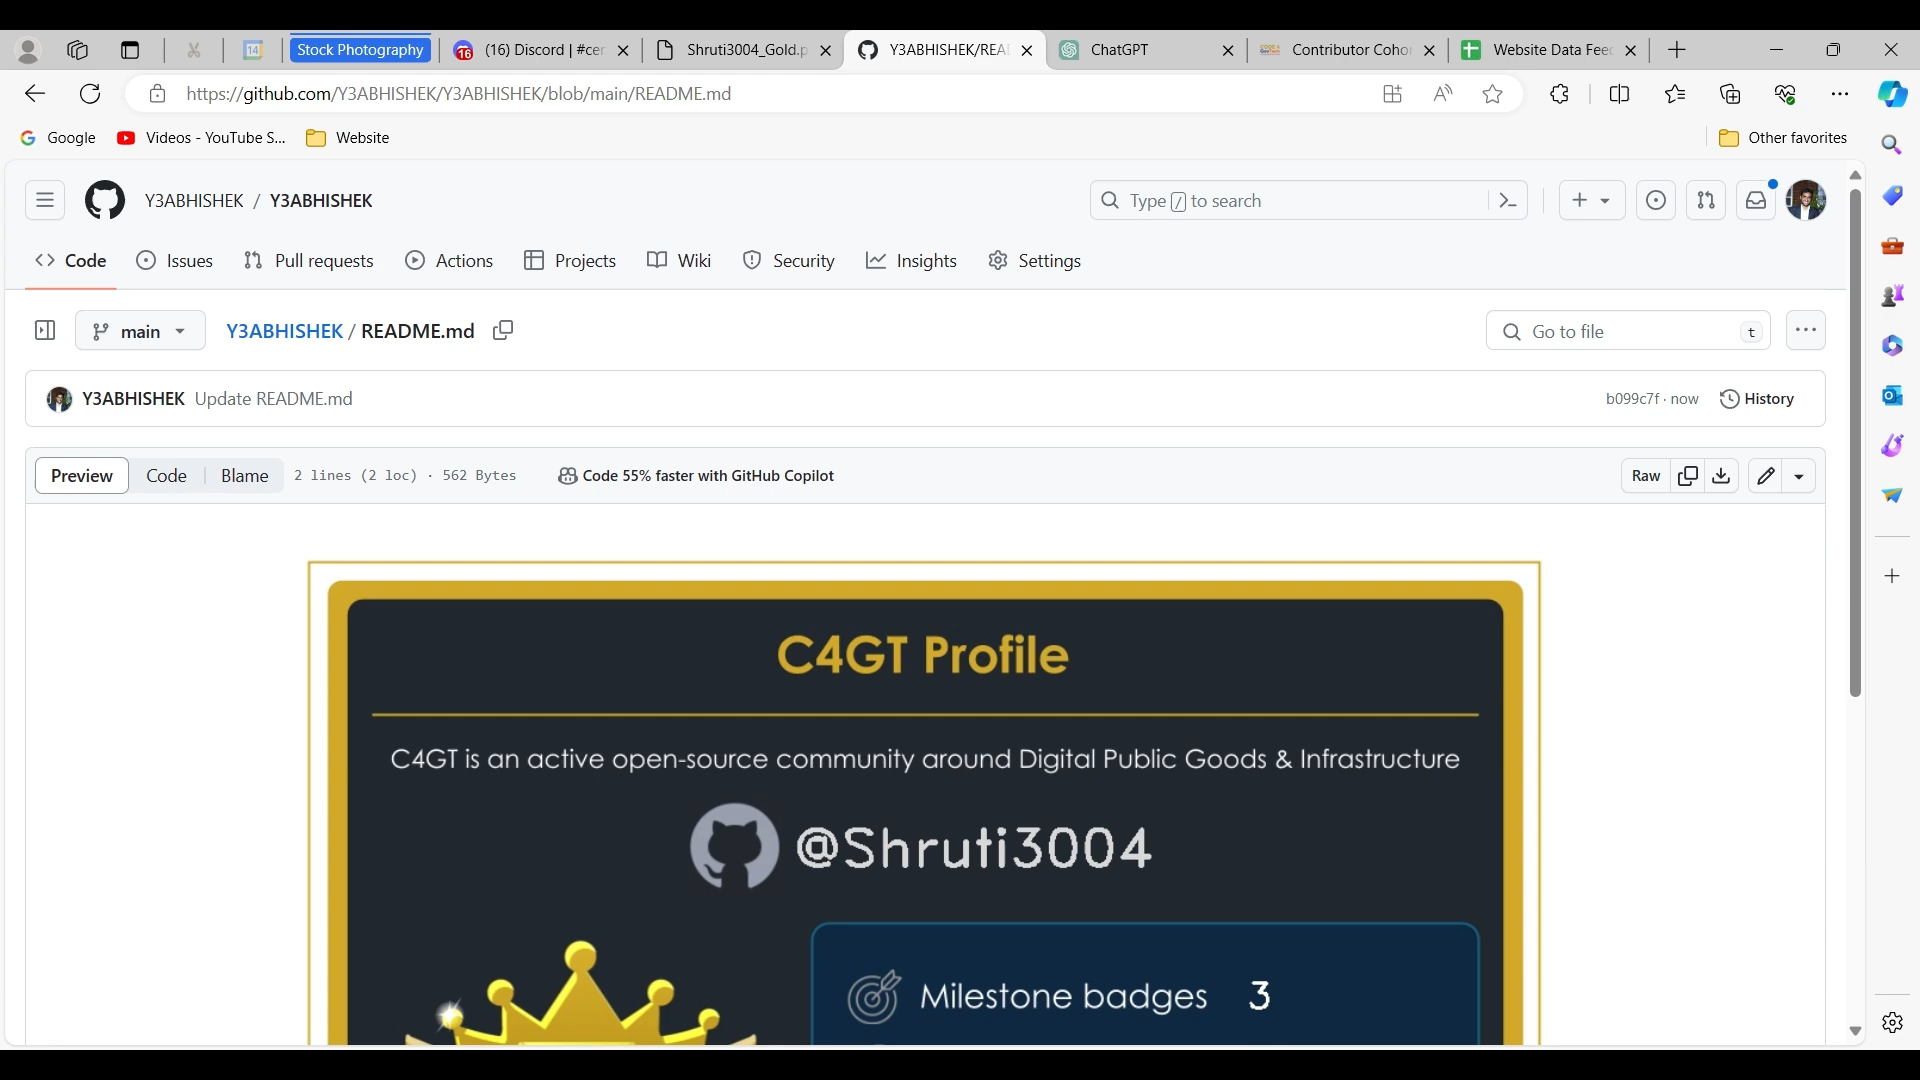 14
Stock Photography
16
(16) Discord | #cer
Shruti3004_Gold.p
Y3ABHISHEK/REA
ChatGPT
Contributor Cohor
Website Data Feec
https://github.com/Y3ABHISHEK/Y3ABHISHEK/blob/main/README.md
Google
Videos - YouTube S...
Website
Other favorites
Y3ABHISHEK / Y3ABHISHEK
Type / to search
Code
Issues
Pull requests
Actions
Projects
Wiki
Security
Insights
Settings
main
Y3ABHISHEK / README.md
Go to file
t
Y3ABHISHEK Update README.md
b099c7f · now
History
Preview
Code
Blame
2 lines (2 loc) · 562 Bytes
Code 55% faster with GitHub Copilot
Raw
C4GT Profile
C4GT is an active open-source community around Digital Public Goods & Infrastructure
@Shruti3004
Milestone badges 3